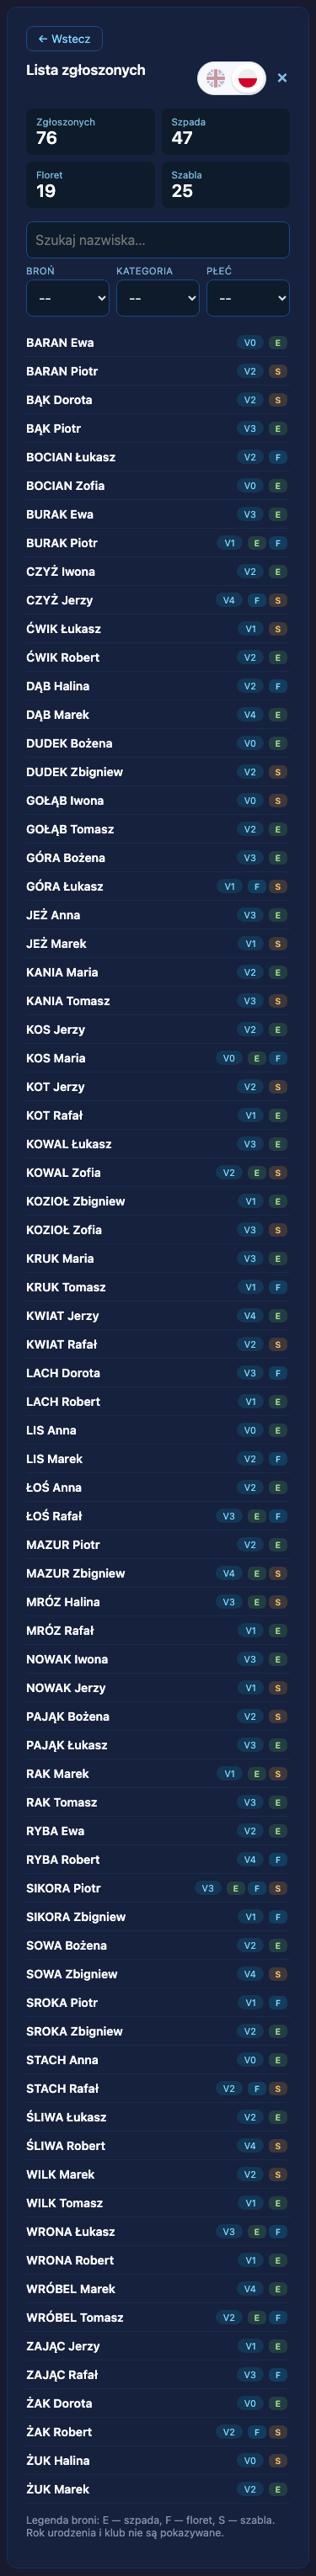 ← Wstecz
Lista zgłoszonych
×
Zgłoszonych
76
Szpada
47
Floret
19
Szabla
25
Szukaj nazwiska...
BROŃ KATEGORIA PŁEĆ
-- -- --
BARAN Ewa V0 E
BARAN Piotr V2 S
BĄK Dorota V2 S
BĄK Piotr V3 E
BOCIAN Łukasz V2 F
BOCIAN Zofia V0 E
BURAK Ewa V3 E
BURAK Piotr V1 E F
CZYŻ Iwona V2 E
CZYŻ Jerzy V4 F S
ĆWIK Łukasz V1 S
ĆWIK Robert V2 E
DĄB Halina V2 F
DĄB Marek V4 E
DUDEK Bożena V0 E
DUDEK Zbigniew V2 S
GOŁĄB Iwona V0 S
GOŁĄB Tomasz V2 E
GÓRA Bożena V3 E
GÓRA Łukasz V1 F S
JEŻ Anna V3 E
JEŻ Marek V1 S
KANIA Maria V2 E
KANIA Tomasz V3 S
KOS Jerzy V2 E
KOS Maria V0 E F
KOT Jerzy V2 S
KOT Rafał V1 E
KOWAL Łukasz V3 E
KOWAL Zofia V2 E S
KOZIOŁ Zbigniew V1 E
KOZIOŁ Zofia V3 S
KRUK Maria V3 E
KRUK Tomasz V1 F
KWIAT Jerzy V4 E
KWIAT Rafał V2 S
LACH Dorota V3 F
LACH Robert V1 E
LIS Anna V0 E
LIS Marek V2 F
ŁOŚ Anna V2 E
ŁOŚ Rafał V3 E F
MAZUR Piotr V2 E
MAZUR Zbigniew V4 E S
MRÓZ Halina V3 E S
MRÓZ Rafał V1 E
NOWAK Iwona V3 E
NOWAK Jerzy V1 S
PAJĄK Bożena V2 S
PAJĄK Łukasz V3 E
RAK Marek V1 E S
RAK Tomasz V3 E
RYBA Ewa V2 E
RYBA Robert V4 F
SIKORA Piotr V3 E F S
SIKORA Zbigniew V1 F
SOWA Bożena V2 E
SOWA Zbigniew V4 S
SROKA Piotr V1 F
SROKA Zbigniew V2 E
STACH Anna V0 E
STACH Rafał V2 F S
ŚLIWA Łukasz V2 E
ŚLIWA Robert V4 S
WILK Marek V2 S
WILK Tomasz V1 E
WRONA Łukasz V3 E F
WRONA Robert V1 E
WRÓBEL Marek V4 E
WRÓBEL Tomasz V2 E F
ZAJĄC Jerzy V1 E
ZAJĄC Rafał V3 F
ŻAK Dorota V0 E
ŻAK Robert V2 F S
ŻUK Halina V0 S
ŻUK Marek V2 E
Legenda broni: E — szpada, F — floret, S — szabla.
Rok urodzenia i klub nie są pokazywane.